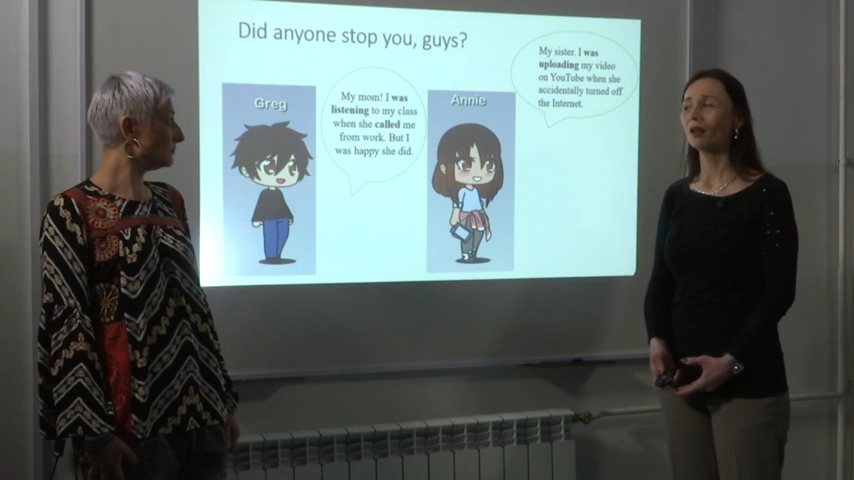 Did anyone stop you, guys?
Greg
My mom! I was
listening to my class
when she called me
from work. But I
was happy she did.
Annie
My sister. I was
uploading my video
on YouTube when she
accidentally turned off
the Internet.